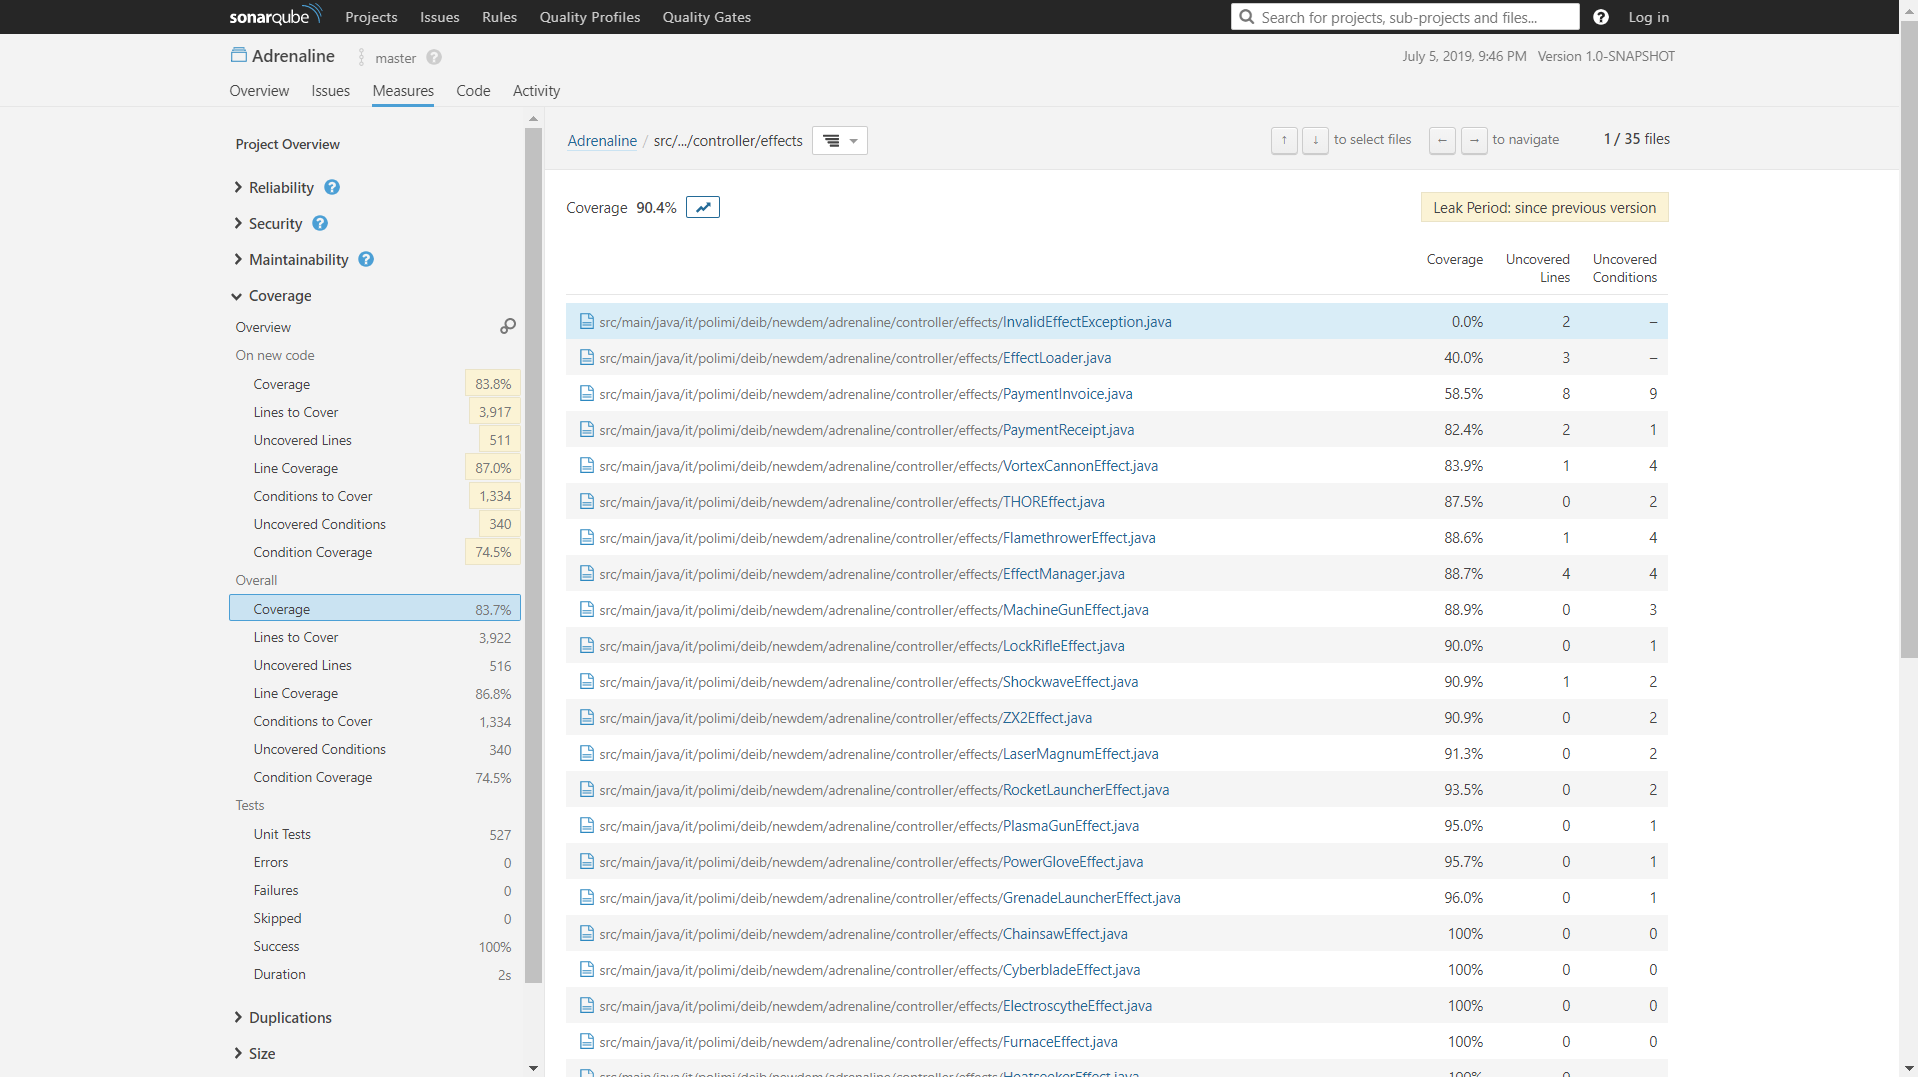 sonarqube Projects Issues Rules Quality Profiles Quality Gates Search for projects, sub-projects and files... ? Log in
Adrenaline master ? July 5, 2019, 9:46 PM Version 1.0-SNAPSHOT
Overview Issues Measures Code Activity
Project Overview
Reliability ?
Security ?
Maintainability ?
Coverage
Overview
On new code
Coverage 83.8%
Lines to Cover 3,917
Uncovered Lines 511
Line Coverage 87.0%
Conditions to Cover 1,334
Uncovered Conditions 340
Condition Coverage 74.5%
Overall
Coverage 83.7%
Lines to Cover 3,922
Uncovered Lines 516
Line Coverage 86.8%
Conditions to Cover 1,334
Uncovered Conditions 340
Condition Coverage 74.5%
Tests
Unit Tests 527
Errors 0
Failures 0
Skipped 0
Success 100%
Duration 2s
Duplications
Size
Adrenaline / src/.../controller/effects ↑ ↓ to select files ← → to navigate 1 / 35 files
Coverage 90.4% Leak Period: since previous version
Coverage Uncovered Lines Uncovered Conditions
src/main/java/it/polimi/deib/newdem/adrenaline/controller/effects/InvalidEffectException.java 0.0% 2 –
src/main/java/it/polimi/deib/newdem/adrenaline/controller/effects/EffectLoader.java 40.0% 3 –
src/main/java/it/polimi/deib/newdem/adrenaline/controller/effects/PaymentInvoice.java 58.5% 8 9
src/main/java/it/polimi/deib/newdem/adrenaline/controller/effects/PaymentReceipt.java 82.4% 2 1
src/main/java/it/polimi/deib/newdem/adrenaline/controller/effects/VortexCannonEffect.java 83.9% 1 4
src/main/java/it/polimi/deib/newdem/adrenaline/controller/effects/THOREffect.java 87.5% 0 2
src/main/java/it/polimi/deib/newdem/adrenaline/controller/effects/FlamethrowerEffect.java 88.6% 1 4
src/main/java/it/polimi/deib/newdem/adrenaline/controller/effects/EffectManager.java 88.7% 4 4
src/main/java/it/polimi/deib/newdem/adrenaline/controller/effects/MachineGunEffect.java 88.9% 0 3
src/main/java/it/polimi/deib/newdem/adrenaline/controller/effects/LockRifleEffect.java 90.0% 0 1
src/main/java/it/polimi/deib/newdem/adrenaline/controller/effects/ShockwaveEffect.java 90.9% 1 2
src/main/java/it/polimi/deib/newdem/adrenaline/controller/effects/ZX2Effect.java 90.9% 0 2
src/main/java/it/polimi/deib/newdem/adrenaline/controller/effects/LaserMagnumEffect.java 91.3% 0 2
src/main/java/it/polimi/deib/newdem/adrenaline/controller/effects/RocketLauncherEffect.java 93.5% 0 2
src/main/java/it/polimi/deib/newdem/adrenaline/controller/effects/PlasmaGunEffect.java 95.0% 0 1
src/main/java/it/polimi/deib/newdem/adrenaline/controller/effects/PowerGloveEffect.java 95.7% 0 1
src/main/java/it/polimi/deib/newdem/adrenaline/controller/effects/GrenadeLauncherEffect.java 96.0% 0 1
src/main/java/it/polimi/deib/newdem/adrenaline/controller/effects/ChainsawEffect.java 100% 0 0
src/main/java/it/polimi/deib/newdem/adrenaline/controller/effects/CyberbladeEffect.java 100% 0 0
src/main/java/it/polimi/deib/newdem/adrenaline/controller/effects/ElectroscytheEffect.java 100% 0 0
src/main/java/it/polimi/deib/newdem/adrenaline/controller/effects/FurnaceEffect.java 100% 0 0
src/main/java/it/polimi/deib/newdem/adrenaline/controller/effects/HeatseekerEffect.java 100% 0 0